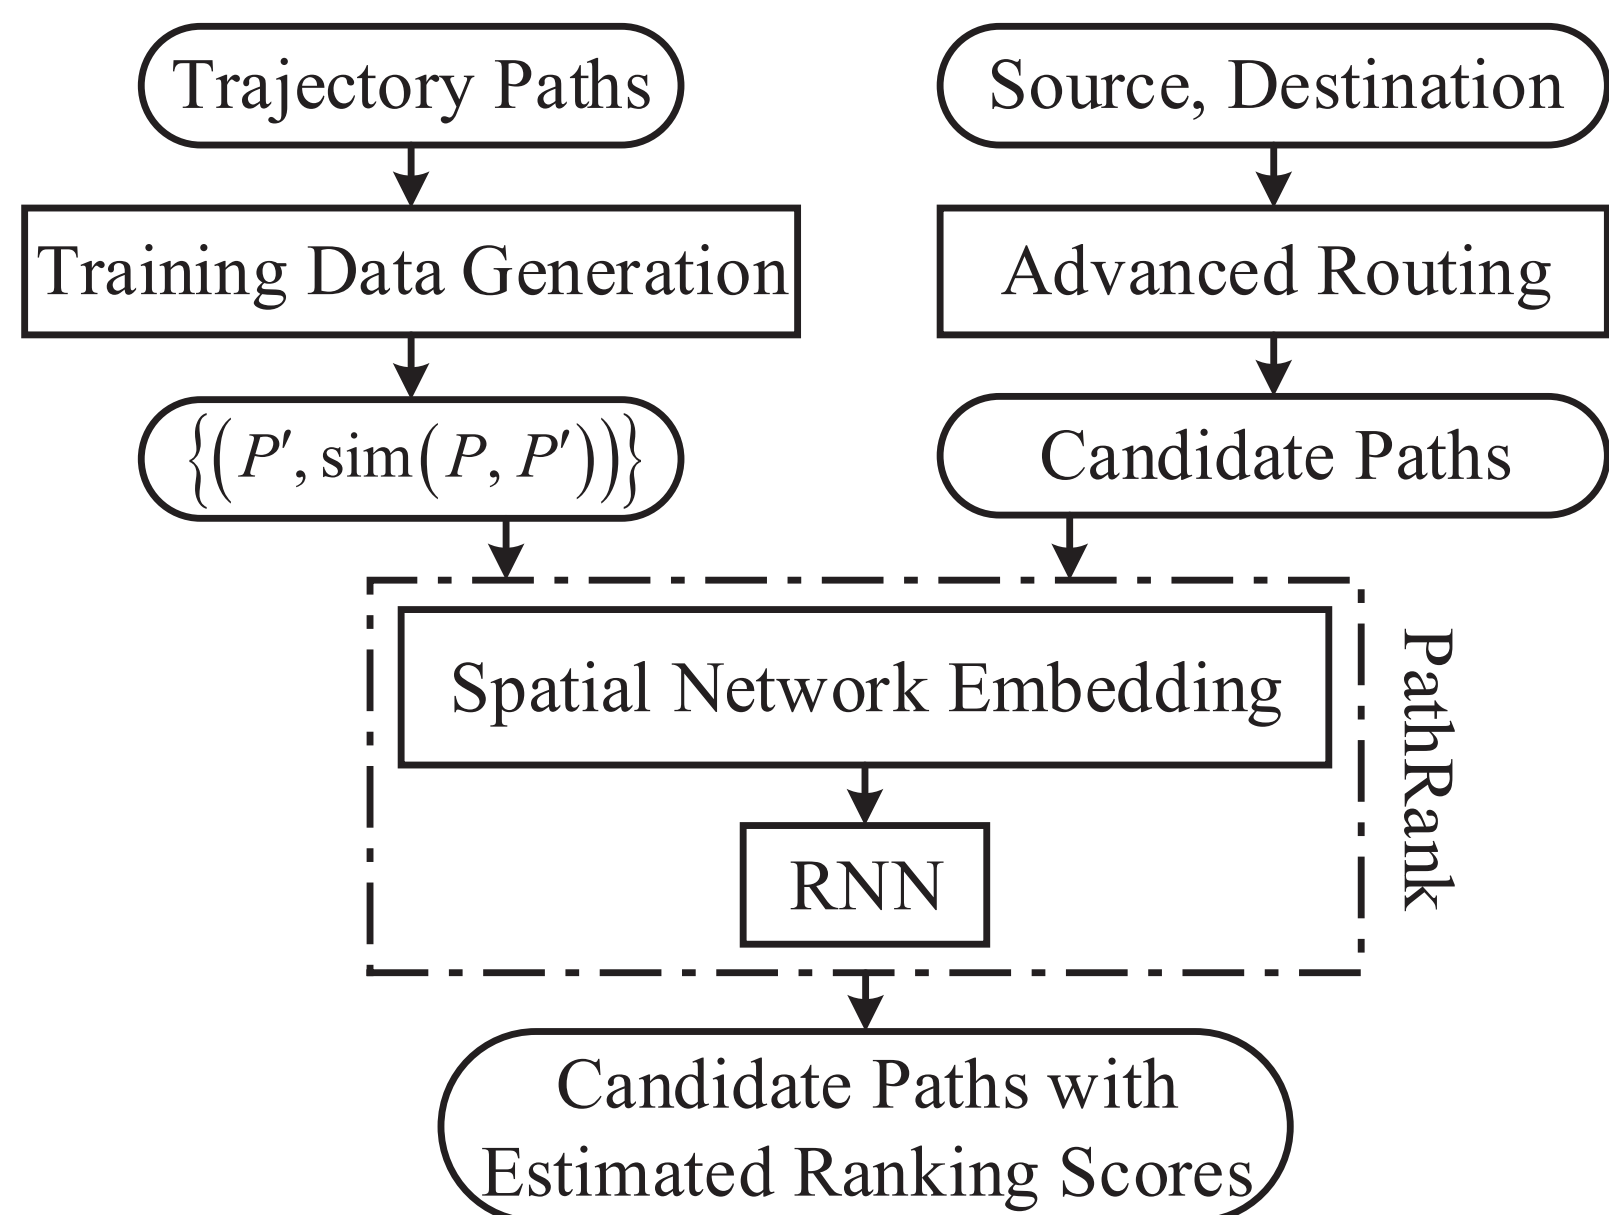 Trajectory Paths
Source, Destination
Training Data Generation
Advanced Routing
{(P′, sim(P, P′))}
Candidate Paths
Spatial Network Embedding
PathRank
RNN
Candidate Paths with
Estimated Ranking Scores